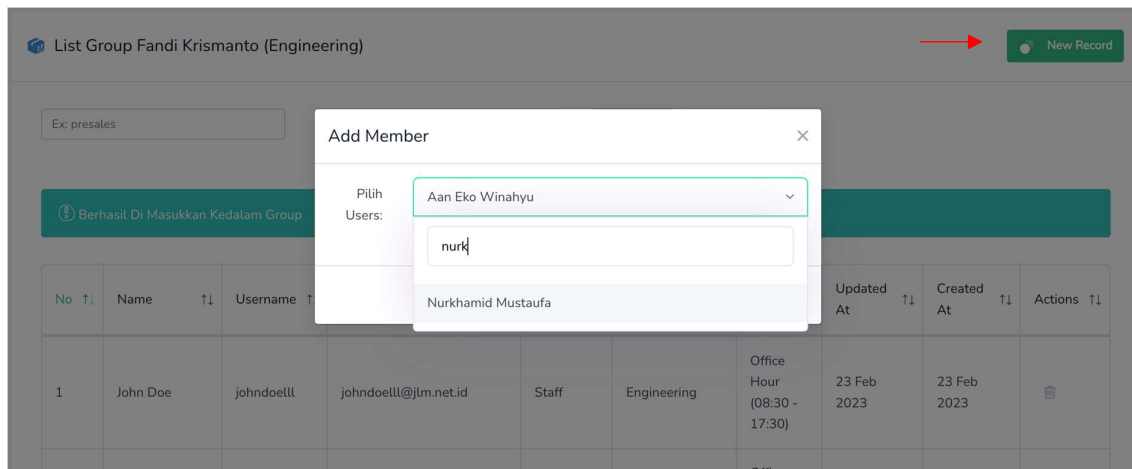 List Group Fandi Krismanto (Engineering)
New Record
Ex: presales
Add Member
Pilih
Users:
Aan Eko Winahyu
Berhasil Di Masukkan Kedalam Group
nurk
Nurkhamid Mustaufa
No
Name
Username
Updated
At
Created
At
Actions
1
John Doe
johndoelll
johndoelll@jlm.net.id
Staff
Engineering
Office
Hour
(08:30 -
17:30)
23 Feb
2023
23 Feb
2023